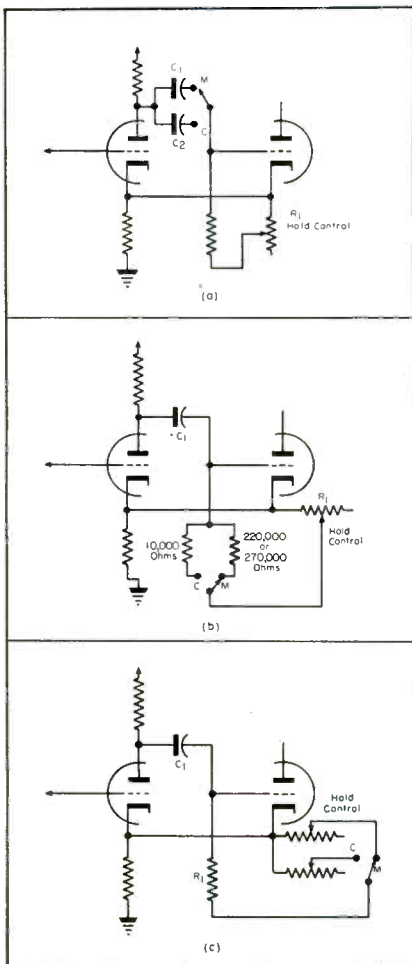 C1
M
C
C2
R1
Hold Control
(a)
C1
R1
Hold
Control
10,000
Ohms
220,000
or
270,000
Ohms
C
M
(b)
C1
Hold
Control
C
M
R1
(c)